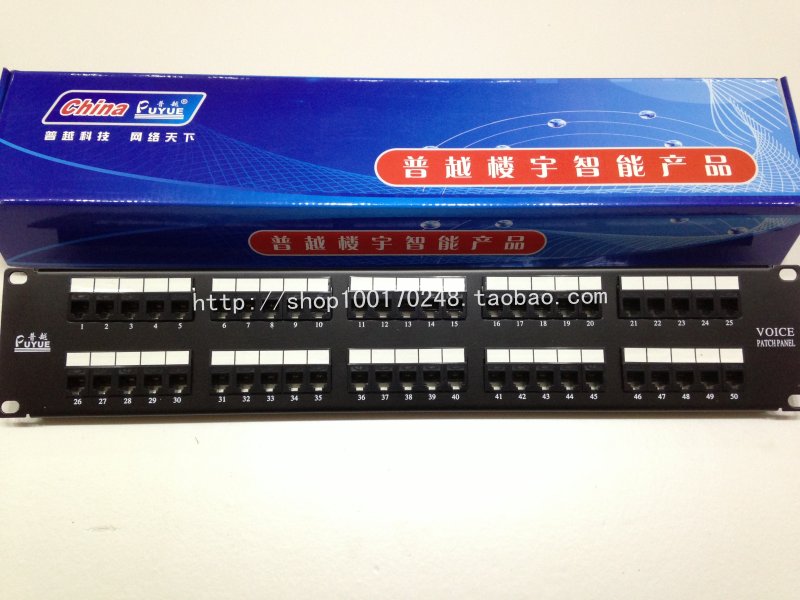 China 普越® PUYUE
普越科技 网络天下
普越楼宇智能产品
普越楼宇智能产品
http://shop100170248.taobao.com/
1 2 3 4 5 6 7 8 9 10 11 12 13 14 15 16 17 18 19 20 21 22 23 24 25
普越
PUYUE
VOICE
PATCH PANEL
26 27 28 29 30 31 32 33 34 35 36 37 38 39 40 41 42 43 44 45 46 47 48 49 50